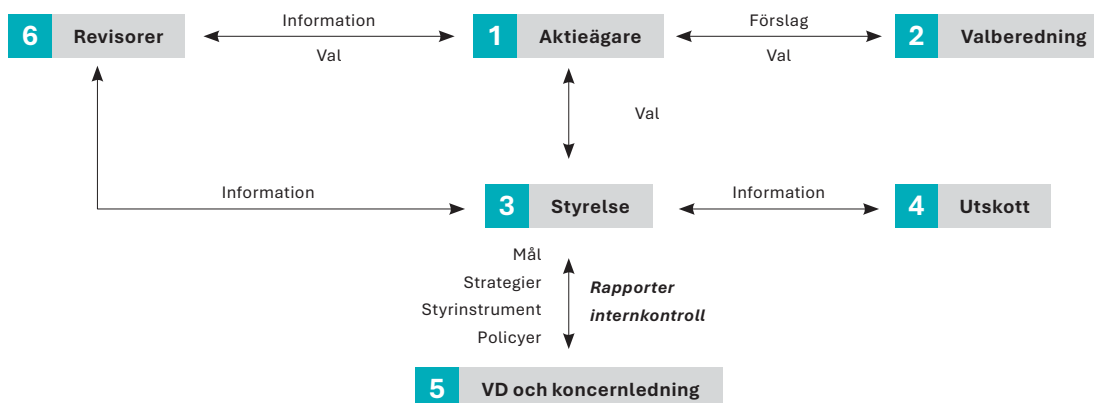 6 Revisorer
Information
Val
1 Aktieägare
Förslag
Val
2 Valberedning
Val
Information
3 Styrelse
Information
4 Utskott
Mål
Strategier
Styrinstrument
Policyer
Rapporter
internkontroll
5 VD och koncernledning